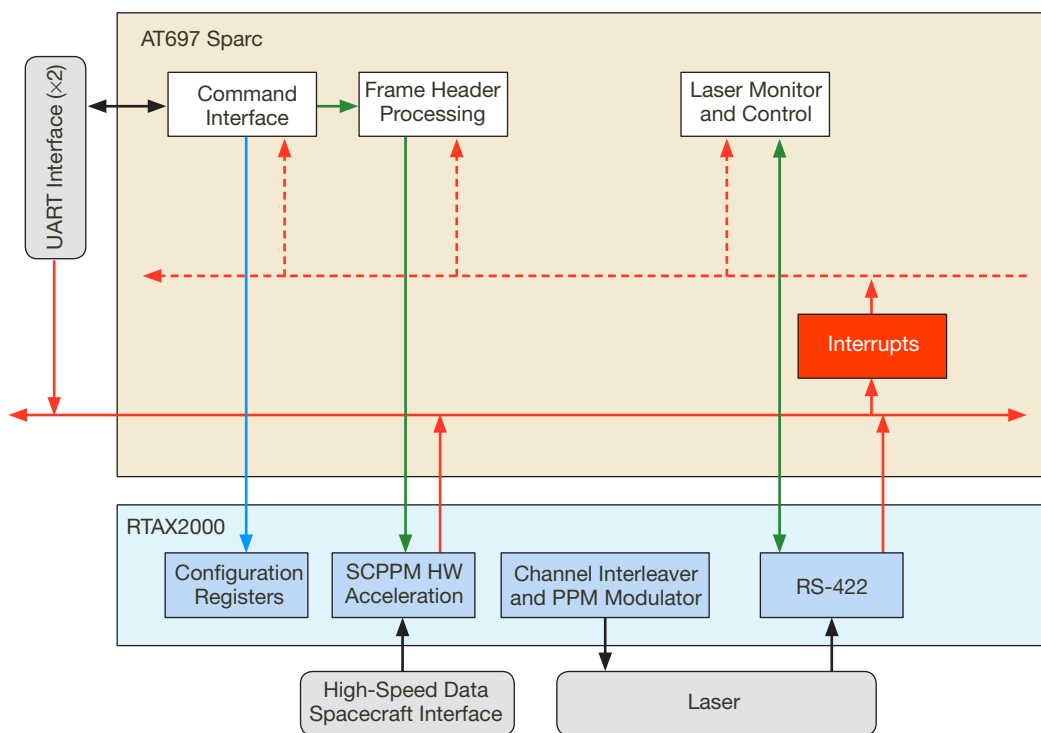 AT697 Sparc
UART Interface (×2)
Command
Interface
Frame Header
Processing
Laser Monitor
and Control
Interrupts
RTAX2000
Configuration
Registers
SCPPM HW
Acceleration
Channel Interleaver
and PPM Modulator
RS-422
High-Speed Data
Spacecraft Interface
Laser